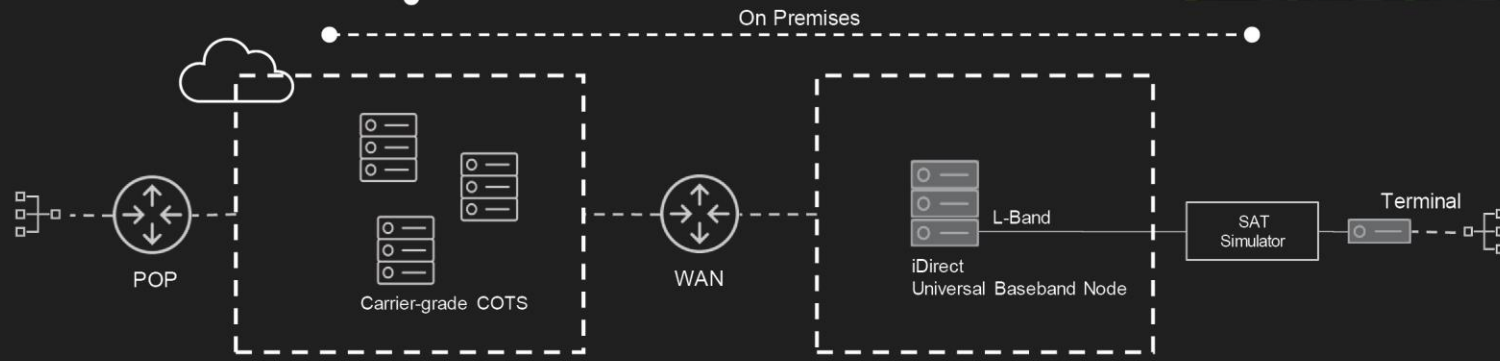 On Premises
POP
Carrier-grade COTS
WAN
L-Band
iDirect
Universal Baseband Node
SAT
Simulator
Terminal